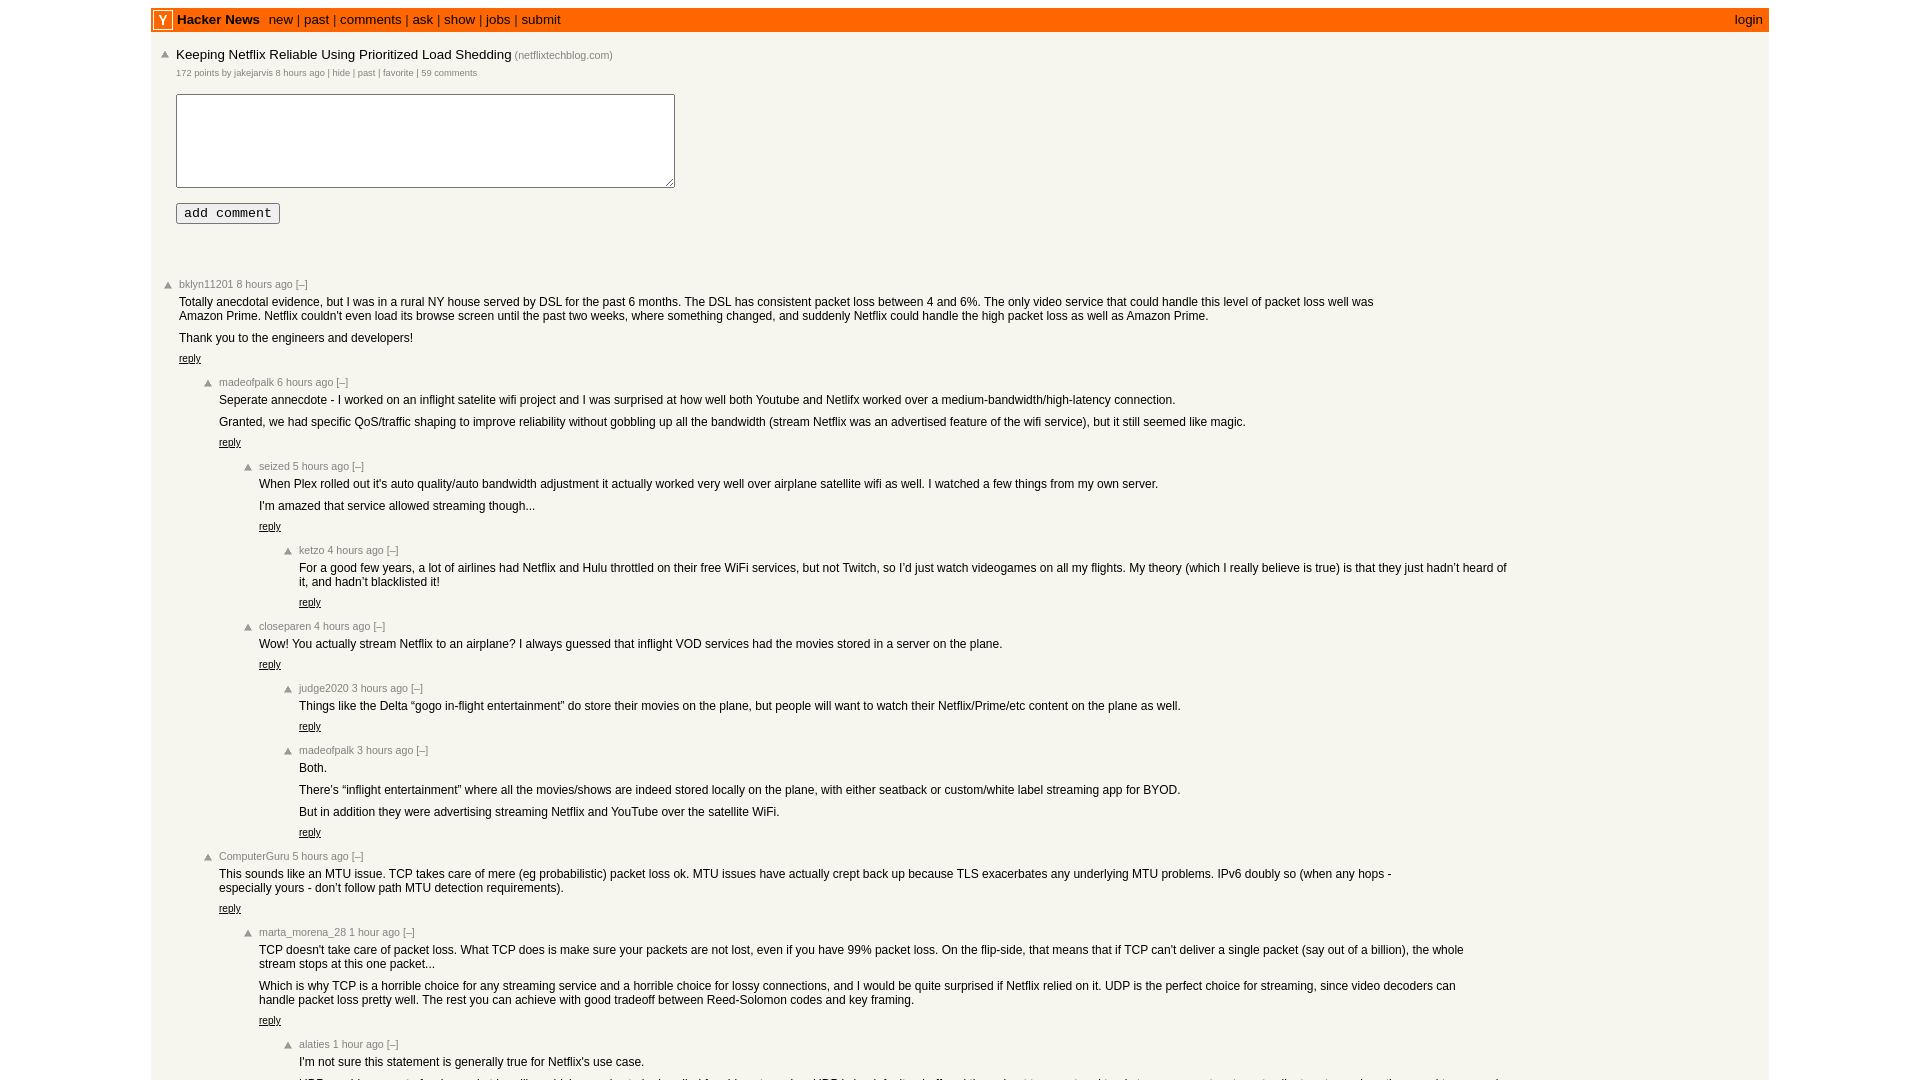 Y Hacker News new | past | comments | ask | show | jobs | submit login
Keeping Netflix Reliable Using Prioritized Load Shedding (netflixtechblog.com)
172 points by jakejarvis 8 hours ago | hide | past | favorite | 59 comments
add comment
bklyn11201 8 hours ago [–]
Totally anecdotal evidence, but I was in a rural NY house served by DSL for the past 6 months. The DSL has consistent packet loss between 4 and 6%. The only video service that could handle this level of packet loss well was
Amazon Prime. Netflix couldn't even load its browse screen until the past two weeks, where something changed, and suddenly Netflix could handle the high packet loss as well as Amazon Prime.
Thank you to the engineers and developers!
reply
madeofpalk 6 hours ago [–]
Seperate annecdote - I worked on an inflight satelite wifi project and I was surprised at how well both Youtube and Netlifx worked over a medium-bandwidth/high-latency connection.
Granted, we had specific QoS/traffic shaping to improve reliability without gobbling up all the bandwidth (stream Netflix was an advertised feature of the wifi service), but it still seemed like magic.
reply
seized 5 hours ago [–]
When Plex rolled out it's auto quality/auto bandwidth adjustment it actually worked very well over airplane satellite wifi as well. I watched a few things from my own server.
I'm amazed that service allowed streaming though...
reply
ketzo 4 hours ago [–]
For a good few years, a lot of airlines had Netflix and Hulu throttled on their free WiFi services, but not Twitch, so I’d just watch videogames on all my flights. My theory (which I really believe is true) is that they just hadn’t heard of
it, and hadn’t blacklisted it!
reply
closeparen 4 hours ago [–]
Wow! You actually stream Netflix to an airplane? I always guessed that inflight VOD services had the movies stored in a server on the plane.
reply
judge2020 3 hours ago [–]
Things like the Delta “gogo in-flight entertainment” do store their movies on the plane, but people will want to watch their Netflix/Prime/etc content on the plane as well.
reply
madeofpalk 3 hours ago [–]
Both.
There’s “inflight entertainment” where all the movies/shows are indeed stored locally on the plane, with either seatback or custom/white label streaming app for BYOD.
But in addition they were advertising streaming Netflix and YouTube over the satellite WiFi.
reply
ComputerGuru 5 hours ago [–]
This sounds like an MTU issue. TCP takes care of mere (eg probabilistic) packet loss ok. MTU issues have actually crept back up because TLS exacerbates any underlying MTU problems. IPv6 doubly so (when any hops -
especially yours - don’t follow path MTU detection requirements).
reply
marta_morena_28 1 hour ago [–]
TCP doesn't take care of packet loss. What TCP does is make sure your packets are not lost, even if you have 99% packet loss. On the flip-side, that means that if TCP can't deliver a single packet (say out of a billion), the whole
stream stops at this one packet...
Which is why TCP is a horrible choice for any streaming service and a horrible choice for lossy connections, and I would be quite surprised if Netflix relied on it. UDP is the perfect choice for streaming, since video decoders can
handle packet loss pretty well. The rest you can achieve with good tradeoff between Reed-Solomon codes and key framing.
reply
alaties 1 hour ago [–]
I'm not sure this statement is generally true for Netflix's use case.